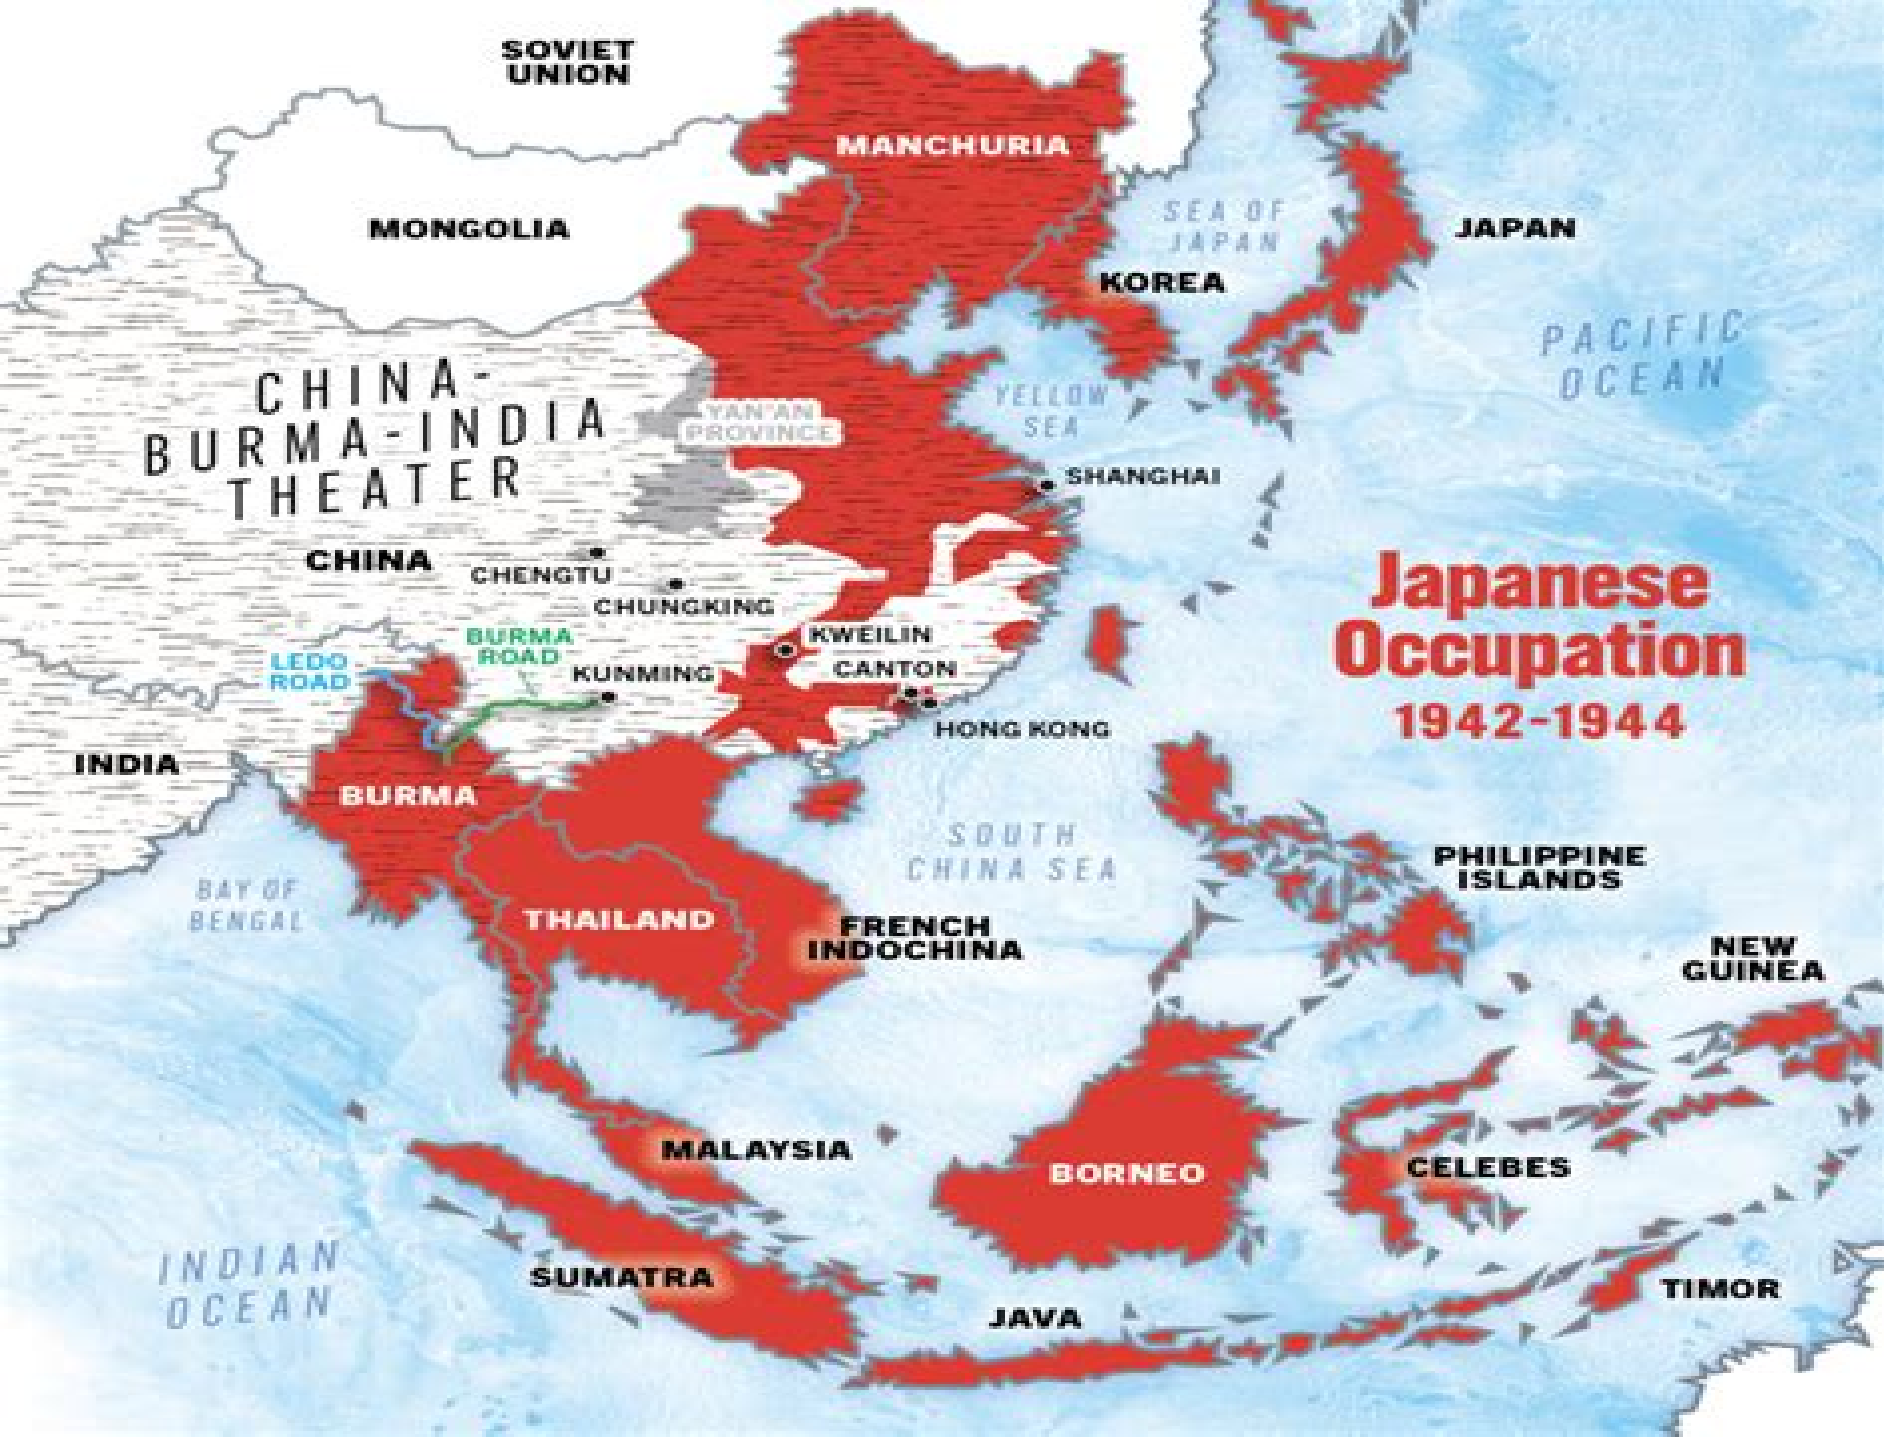 SOVIET
UNION
MANCHURIA
MONGOLIA
SEA OF
JAPAN
JAPAN
KOREA
PACIFIC
OCEAN
CHINA-
BURMA-INDIA
THEATER
YELLOW
SEA
YAN'AN
PROVINCE
SHANGHAI
CHINA
CHENGTU
CHUNGKING
Japanese
Occupation
1942-1944
BURMA
ROAD
KWEILIN
LEDO
ROAD
KUNMING
CANTON
HONG KONG
INDIA
BURMA
SOUTH
CHINA SEA
PHILIPPINE
ISLANDS
BAY OF
BENGAL
THAILAND
FRENCH
INDOCHINA
NEW
GUINEA
MALAYSIA
BORNEO
CELEBES
INDIAN
OCEAN
SUMATRA
JAVA
TIMOR